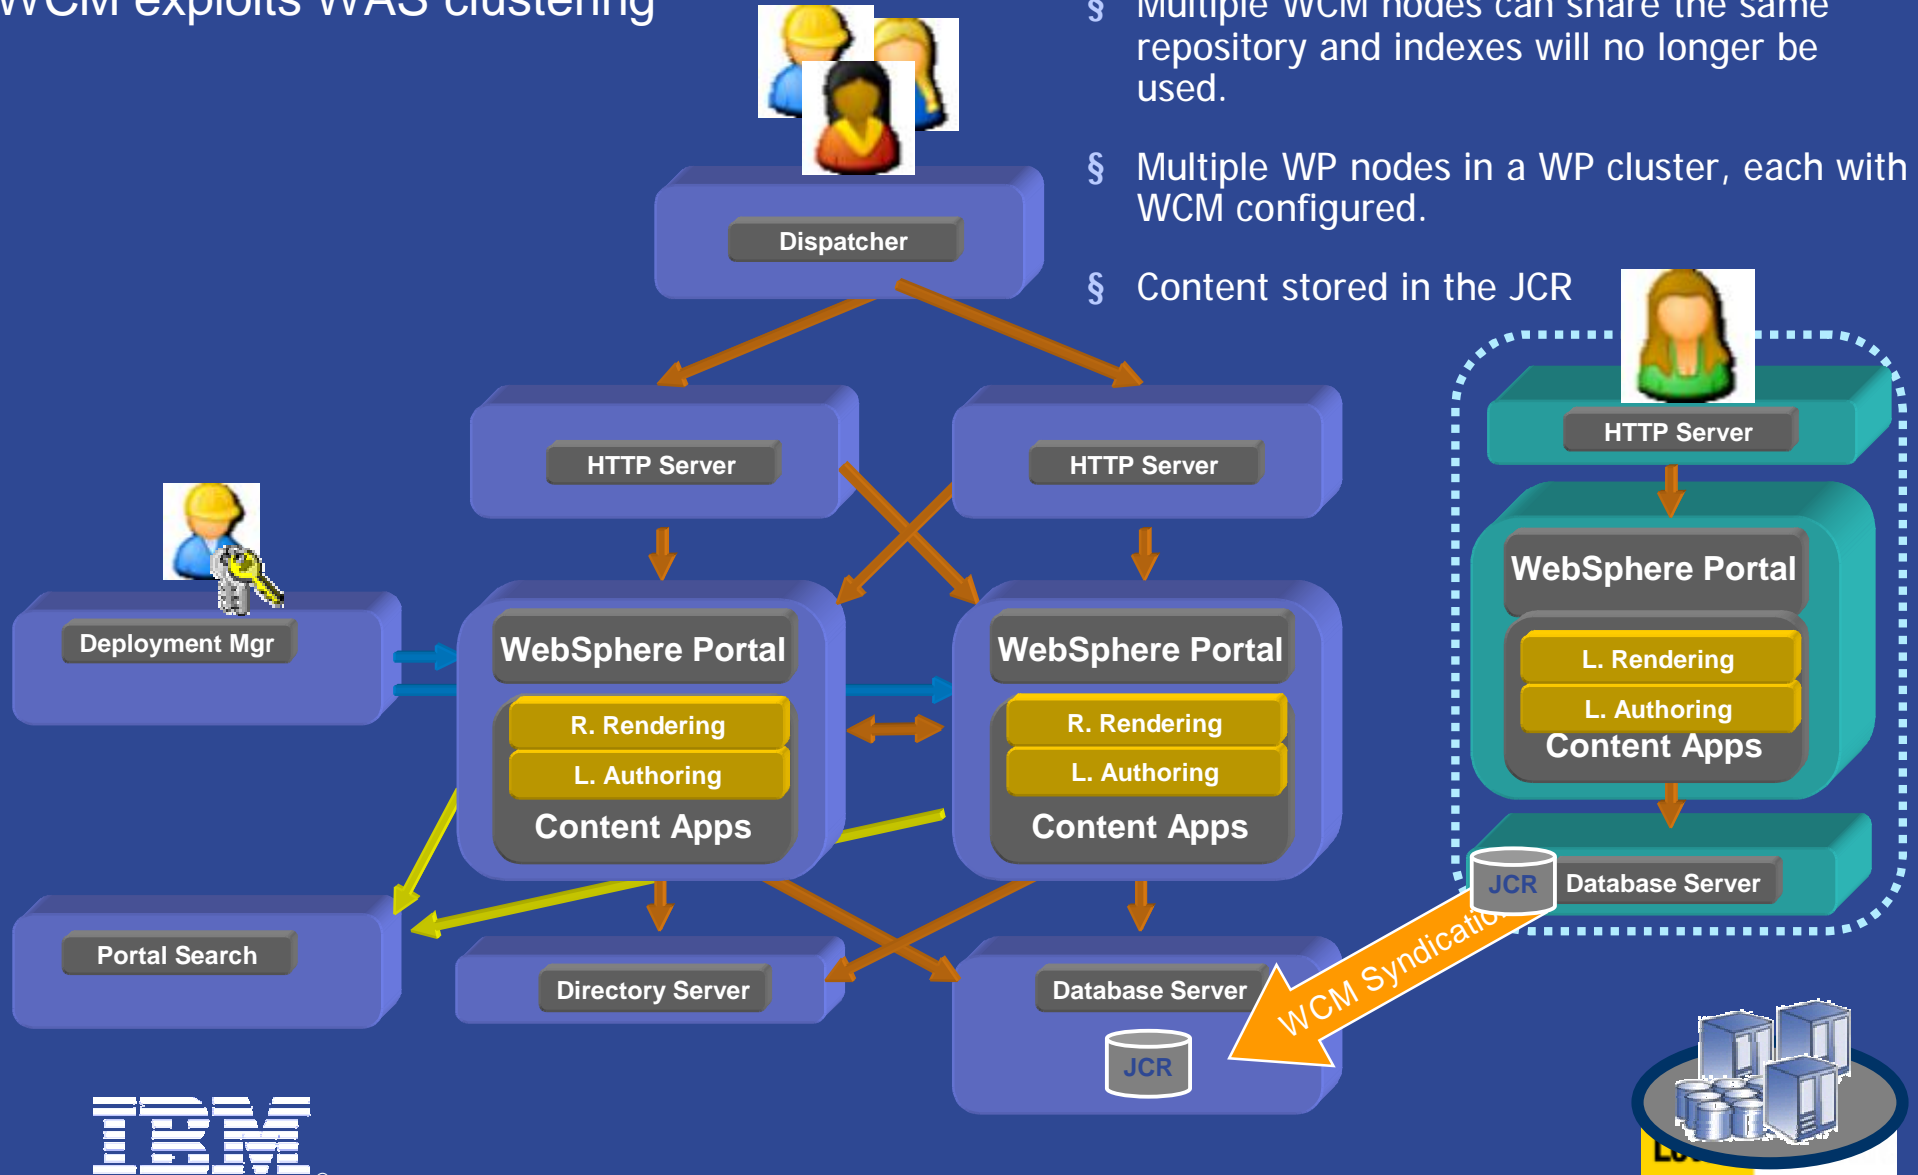 WCM exploits WAS clustering
§ Multiple WCM nodes can share the same
repository and indexes will no longer be
used.
§ Multiple WP nodes in a WP cluster, each with
WCM configured.
§ Content stored in the JCR
Dispatcher
HTTP Server
HTTP Server
HTTP Server
WebSphere Portal
L. Rendering
L. Authoring
Content Apps
Deployment Mgr
WebSphere Portal
R. Rendering
L. Authoring
Content Apps
WebSphere Portal
R. Rendering
L. Authoring
Content Apps
JCR
Database Server
Portal Search
Directory Server
Database Server
JCR
WCM Syndication
IBM
®